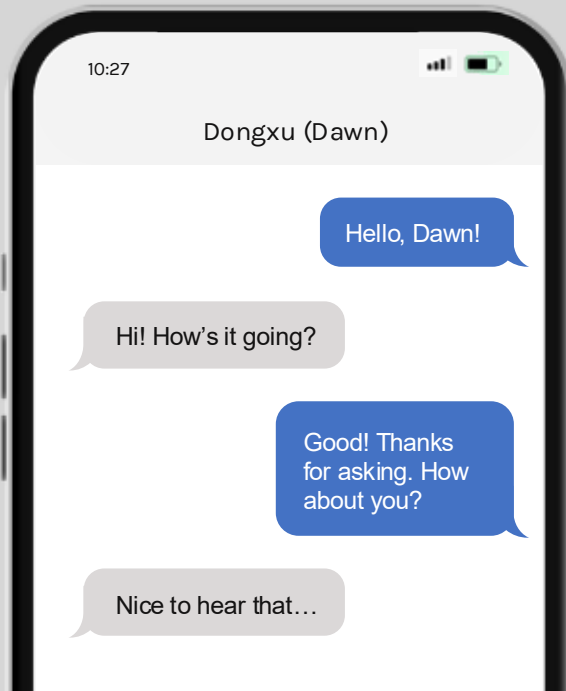 10:27
Dongxu (Dawn)
Hello, Dawn!
Hi! How’s it going?
Good! Thanks
for asking. How
about you?
Nice to hear that…